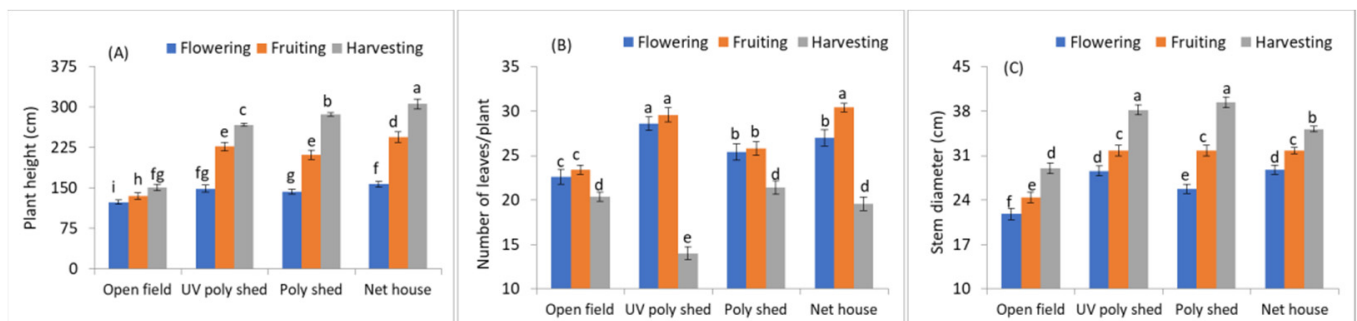 (A)
Flowering Fruiting Harvesting
Plant height (cm)
375
300
225
150
75
0
i h fg
fg e c
g e b
f d a
Open field UV poly shed Poly shed Net house
(B)
Flowering Fruiting Harvesting
Number of leaves/plant
35
30
25
20
15
10
c c d
a a e
b b d
b a d
Open field UV poly shed Poly shed Net house
(C)
Flowering Fruiting Harvesting
Stem diameter (cm)
45
38
31
24
17
10
f e d
d c a
e c a
d c b
Open field UV poly shed Poly shed Net house